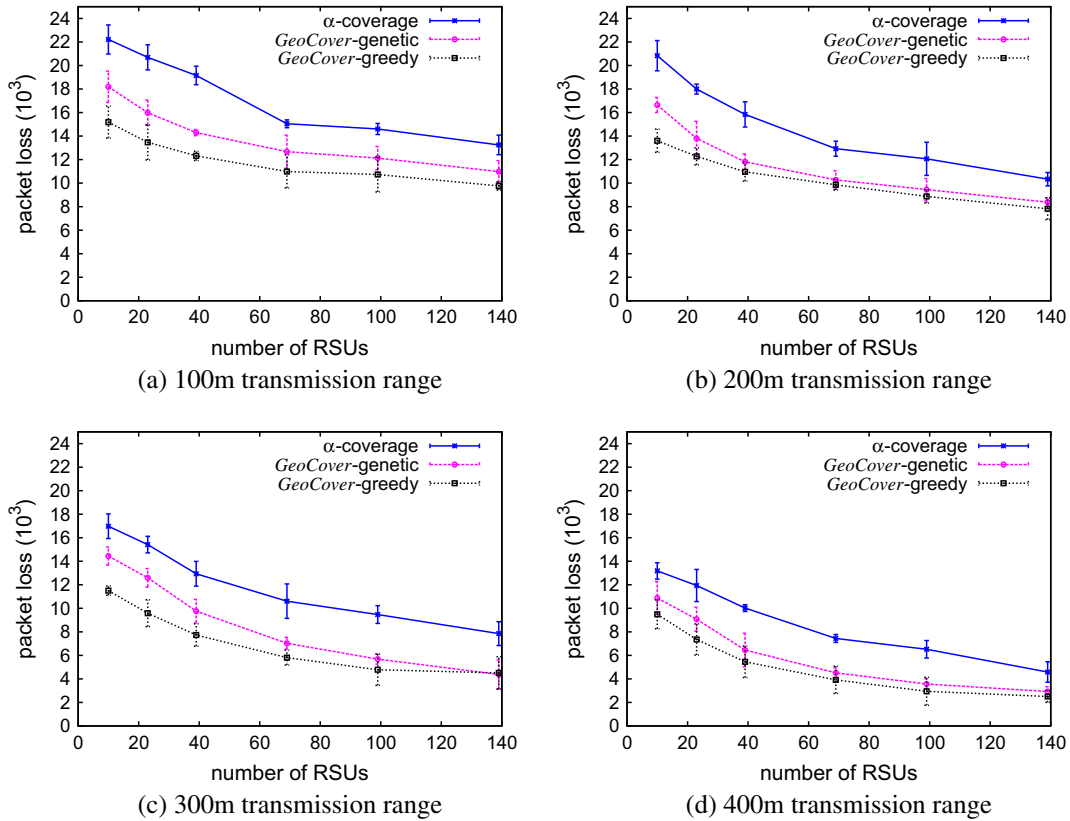 24
22
20
18
16
14
12
10
8
6
4
2
0
packet loss (10³)
α-coverage
GeoCover-genetic
GeoCover-greedy
0 20 40 60 80 100 120 140
number of RSUs
(a) 100m transmission range
24
22
20
18
16
14
12
10
8
6
4
2
0
packet loss (10³)
α-coverage
GeoCover-genetic
GeoCover-greedy
0 20 40 60 80 100 120 140
number of RSUs
(b) 200m transmission range
24
22
20
18
16
14
12
10
8
6
4
2
0
packet loss (10³)
α-coverage
GeoCover-genetic
GeoCover-greedy
0 20 40 60 80 100 120 140
number of RSUs
(c) 300m transmission range
24
22
20
18
16
14
12
10
8
6
4
2
0
packet loss (10³)
α-coverage
GeoCover-genetic
GeoCover-greedy
0 20 40 60 80 100 120 140
number of RSUs
(d) 400m transmission range